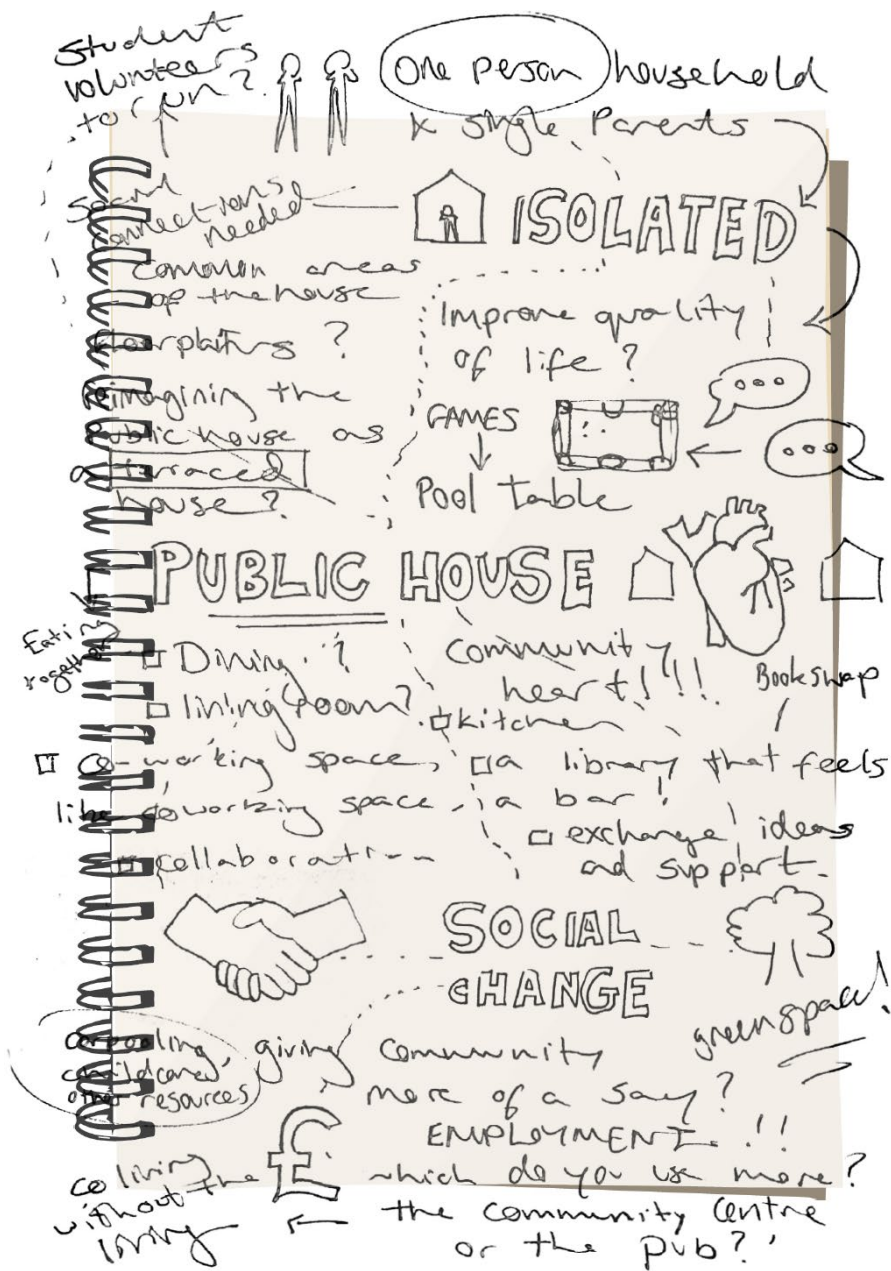 Student
volunteers
to run?
One person household
& single parents
Social
connections
needed
ISOLATED
common areas
of the house
floorplatings?
Reimagining the
Public house as
a terraced
house?
Improve quality
of life?
GAMES
Pool table
PUBLIC HOUSE
Eating
together
Dining?
living room?
Community
heart!!!!
Bookswap
kitchen
co-working space,
like coworking space,
a library that feels
a bar!
collaboration
exchange ideas
and support.
SOCIAL
CHANGE
greenspace!
carpooling,
childcare,
other resources
giving community
more of a say?
EMPLOYMENT!!
£
co living
without the
living
which do you use more?
the community centre
or the pub?